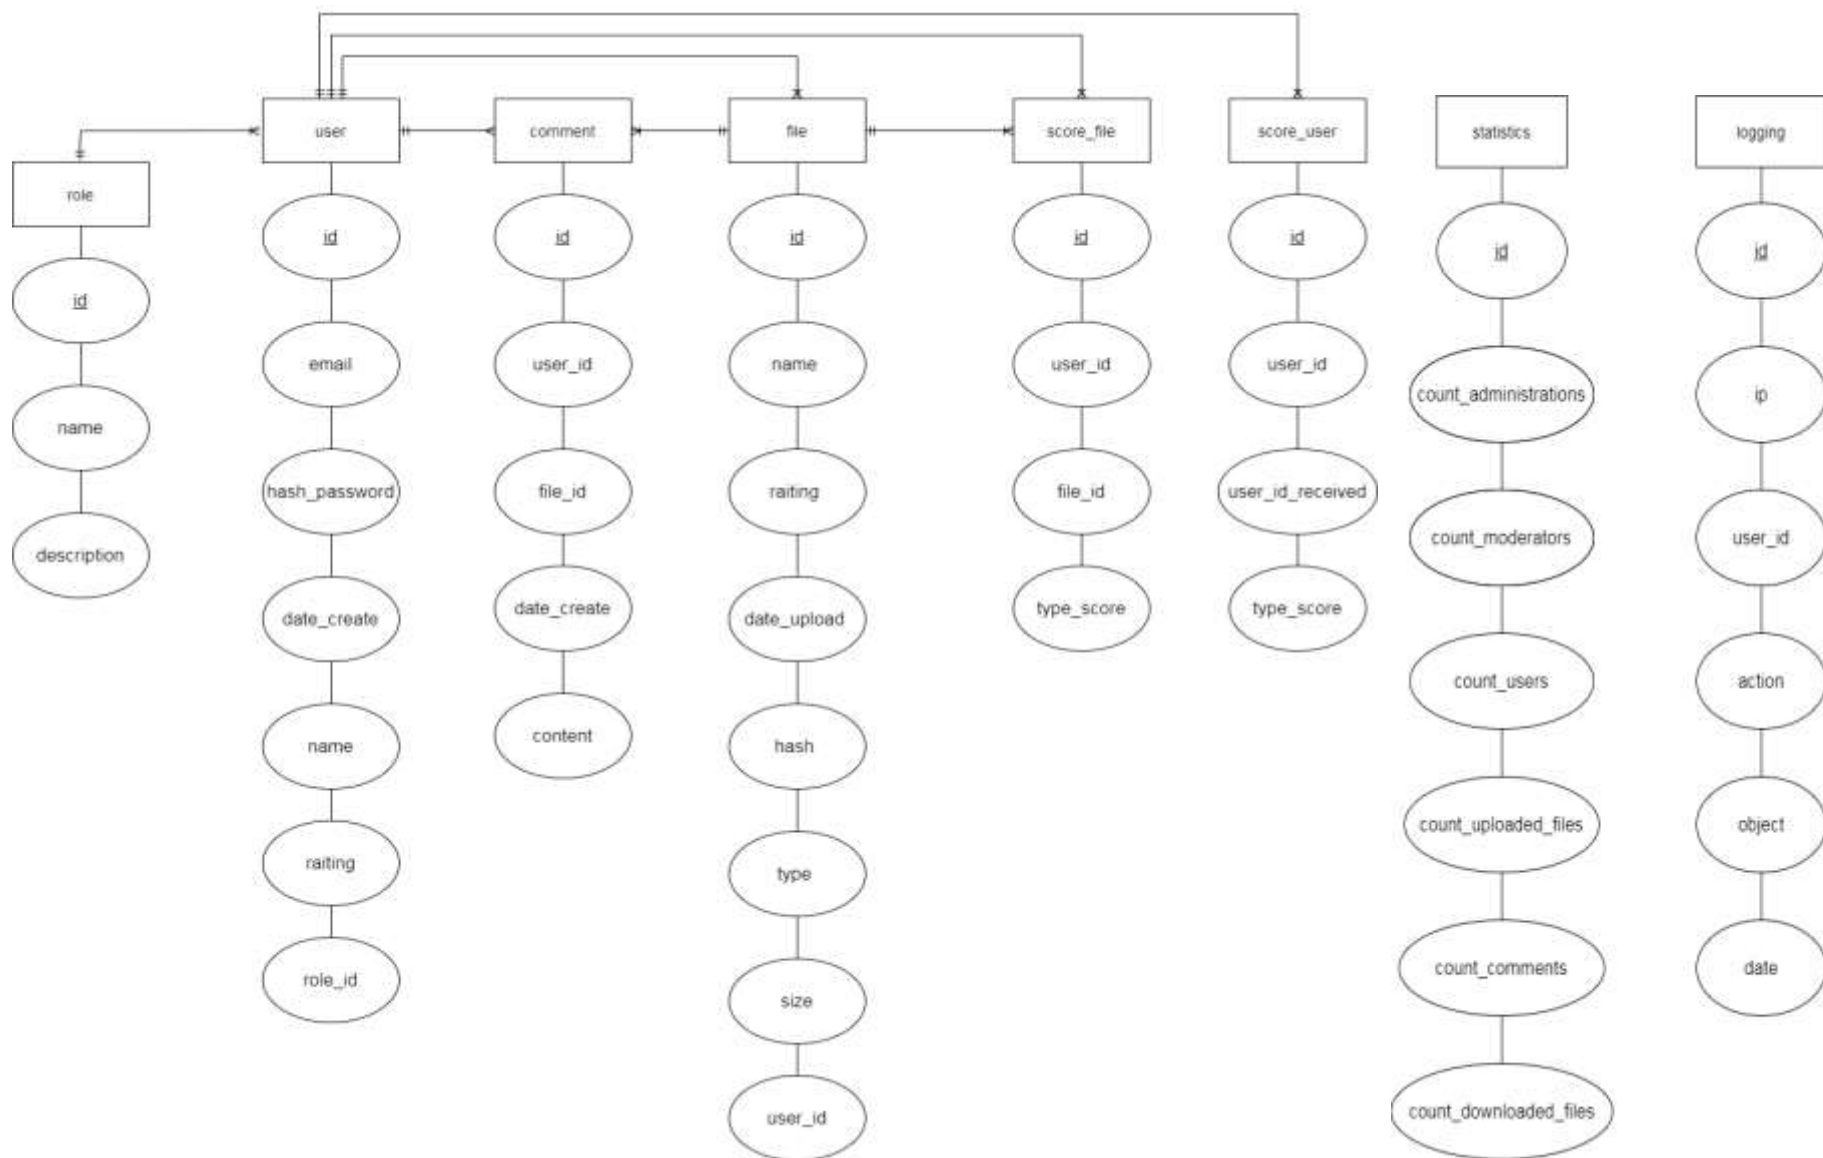 user
comment
file
score_file
score_user
statistics
logging
role
id
email
hash_password
date_create
name
raiting
role_id
id
user_id
file_id
date_create
content
id
name
raiting
date_upload
hash
type
size
user_id
id
user_id
file_id
type_score
id
user_id
user_id_received
type_score
id
count_administrations
count_moderators
count_users
count_uploaded_files
count_comments
count_downloaded_files
id
ip
user_id
action
object
date
id
name
description